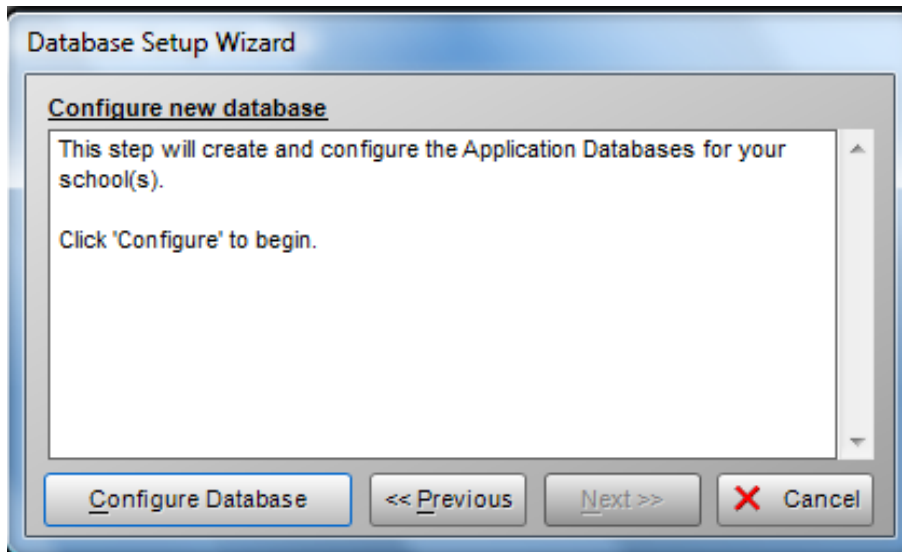 Database Setup Wizard
Configure new database
This step will create and configure the Application Databases for your
school(s).
Click 'Configure' to begin.
Configure Database
<< Previous
Next >>
Cancel